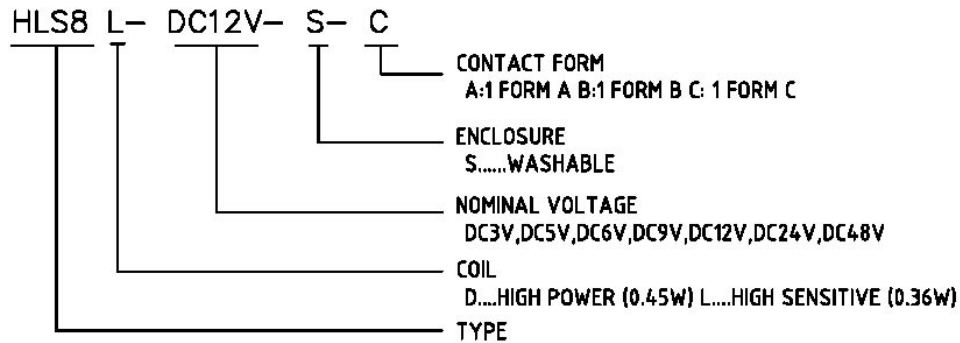 HLS8 L- DC12V- S- C
CONTACT FORM
A:1 FORM A B:1 FORM B C: 1 FORM C
ENCLOSURE
S......WASHABLE
NOMINAL VOLTAGE
DC3V,DC5V,DC6V,DC9V,DC12V,DC24V,DC48V
COIL
D....HIGH POWER (0.45W) L....HIGH SENSITIVE (0.36W)
TYPE